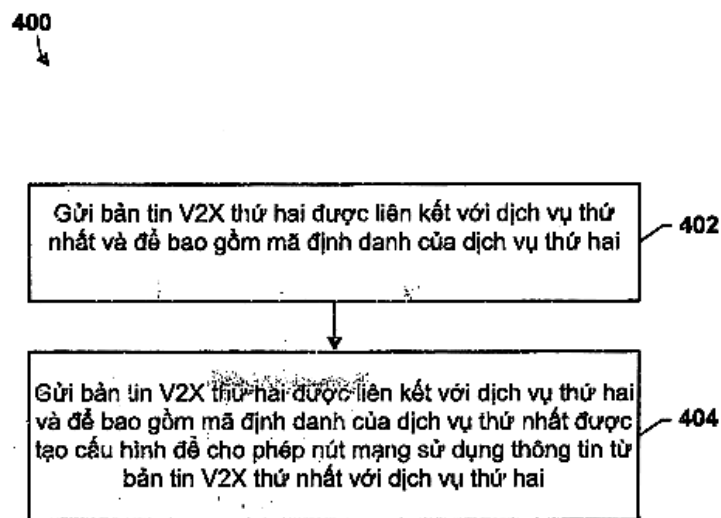 400
Gửi bản tin V2X thứ hai được liên kết với dịch vụ thứ
nhất và để bao gồm mã định danh của dịch vụ thứ hai
402
Gửi bản tin V2X thứ hai được liên kết với dịch vụ thứ hai
và để bao gồm mã định danh của dịch vụ thứ nhất được
tạo cấu hình để cho phép nút mạng sử dụng thông tin từ
bản tin V2X thứ nhất với dịch vụ thứ hai
404